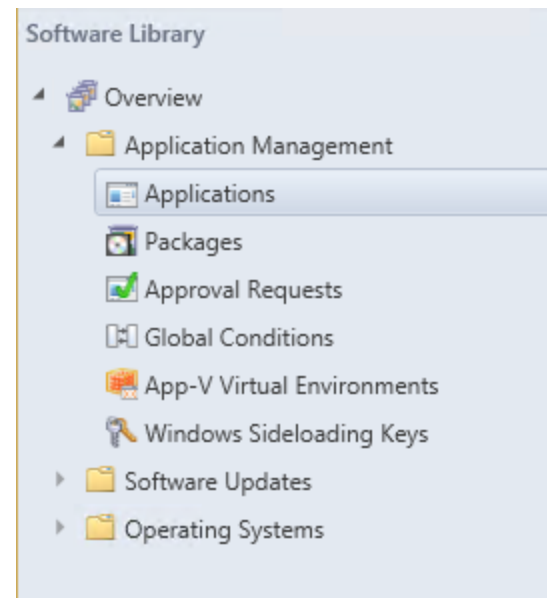 Software Library
Overview
Application Management
Applications
Packages
Approval Requests
Global Conditions
App-V Virtual Environments
Windows Sideloading Keys
Software Updates
Operating Systems